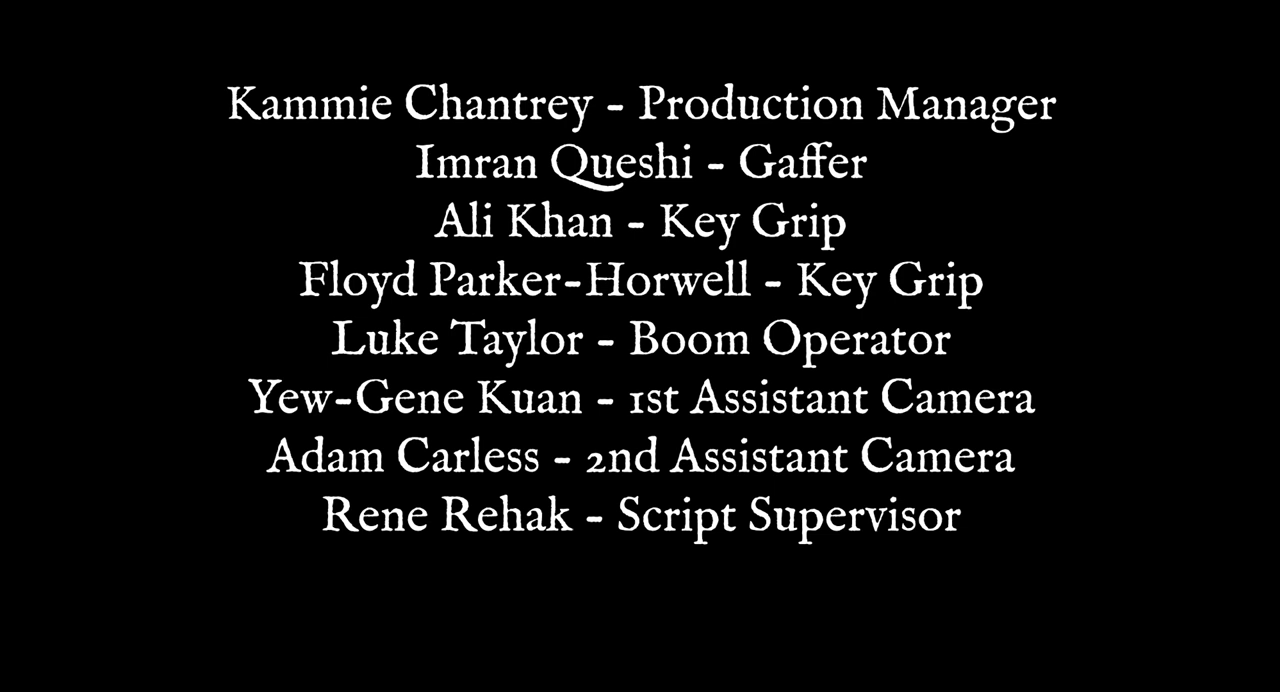 Kammie Chantrey - Production Manager
Imran Queshi - Gaffer
Ali Khan - Key Grip
Floyd Parker-Horwell - Key Grip
Luke Taylor - Boom Operator
Yew-Gene Kuan - 1st Assistant Camera
Adam Carless - 2nd Assistant Camera
Rene Rehak - Script Supervisor